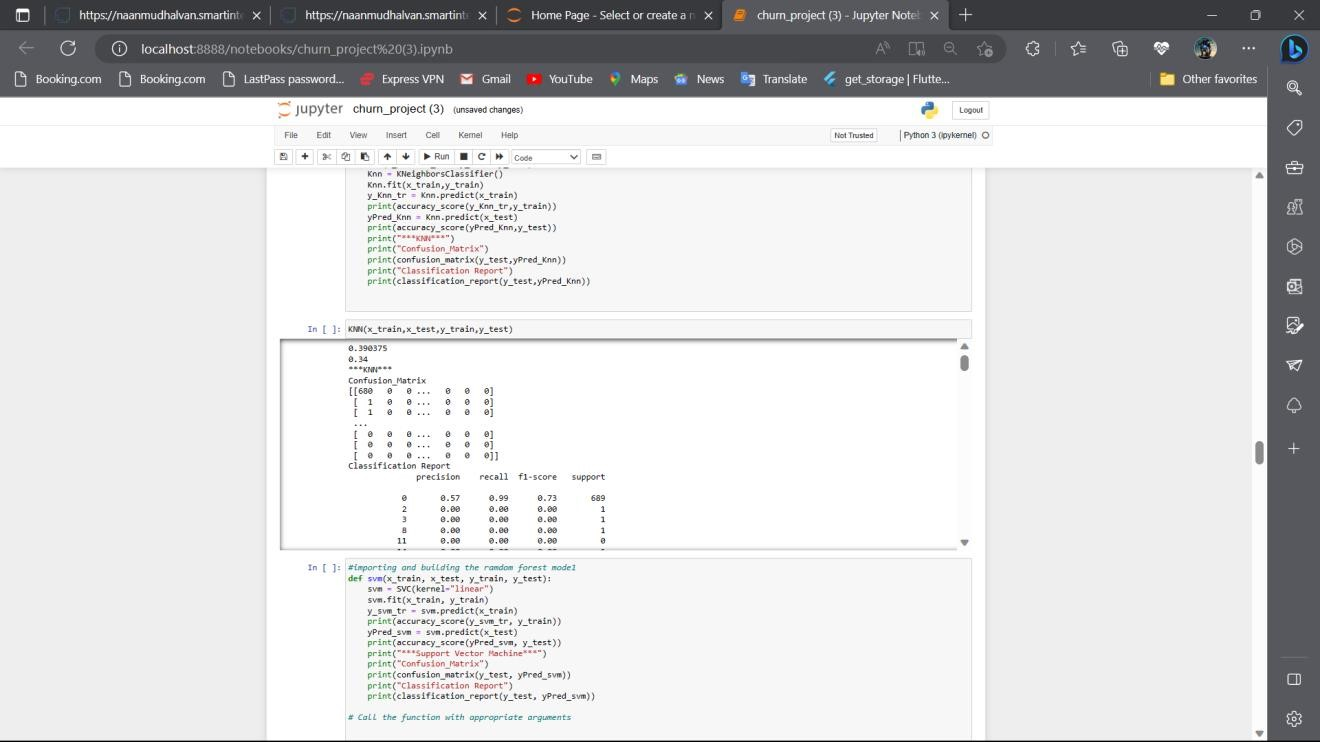 https://naanmudhalvan.smartinte
https://naanmudhalvan.smartinte
Home Page - Select or create a n
churn_project (3) - Jupyter Noteb
localhost:8888/notebooks/churn_project%20(3).ipynb
Booking.com
Booking.com
LastPass password...
Express VPN
Gmail
YouTube
Maps
News
Translate
get_storage | Flutte...
Other favorites
jupyter churn_project (3) (unsaved changes)
Logout
File Edit View Insert Cell Kernel Help
Not Trusted
Python 3 (ipykernel)
Run
Code
Knn = KNeighborsClassifier()
Knn.fit(x_train,y_train)
y_Knn_tr = Knn.predict(x_train)
print(accuracy_score(y_Knn_tr,y_train))
yPred_Knn = Knn.predict(x_test)
print(accuracy_score(yPred_Knn,y_test))
print("***KNN***")
print("Confusion_Matrix")
print(confusion_matrix(y_test,yPred_Knn))
print("Classification Report")
print(classification_report(y_test,yPred_Knn))
In [ ]: KNN(x_train,x_test,y_train,y_test)
0.390375
0.34
***KNN***
Confusion_Matrix
[[680 0 0 ... 0 0 0]
[ 1 0 0 ... 0 0 0]
[ 1 0 0 ... 0 0 0]
...
[ 0 0 0 ... 0 0 0]
[ 0 0 0 ... 0 0 0]
[ 0 0 0 ... 0 0 0]]
Classification Report
precision recall f1-score support
0 0.57 0.99 0.73 689
2 0.00 0.00 0.00 1
3 0.00 0.00 0.00 1
8 0.00 0.00 0.00 1
11 0.00 0.00 0.00 0
In [ ]: #importing and building the ramdom forest model
def svm(x_train, x_test, y_train, y_test):
svm = SVC(kernel="linear")
svm.fit(x_train, y_train)
y_svm_tr = svm.predict(x_train)
print(accuracy_score(y_svm_tr, y_train))
yPred_svm = svm.predict(x_test)
print(accuracy_score(yPred_svm, y_test))
print("***Support Vector Machine***")
print("Confusion_Matrix")
print(confusion_matrix(y_test, yPred_svm))
print("Classification Report")
print(classification_report(y_test, yPred_svm))
# Call the function with appropriate arguments